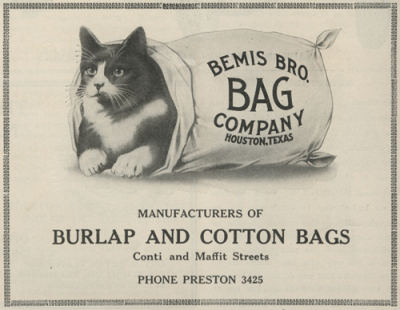 BEMIS BRO.
BAG
COMPANY
HOUSTON, TEXAS
MANUFACTURERS OF
BURLAP AND COTTON BAGS
Conti and Maffit Streets
PHONE PRESTON 3425